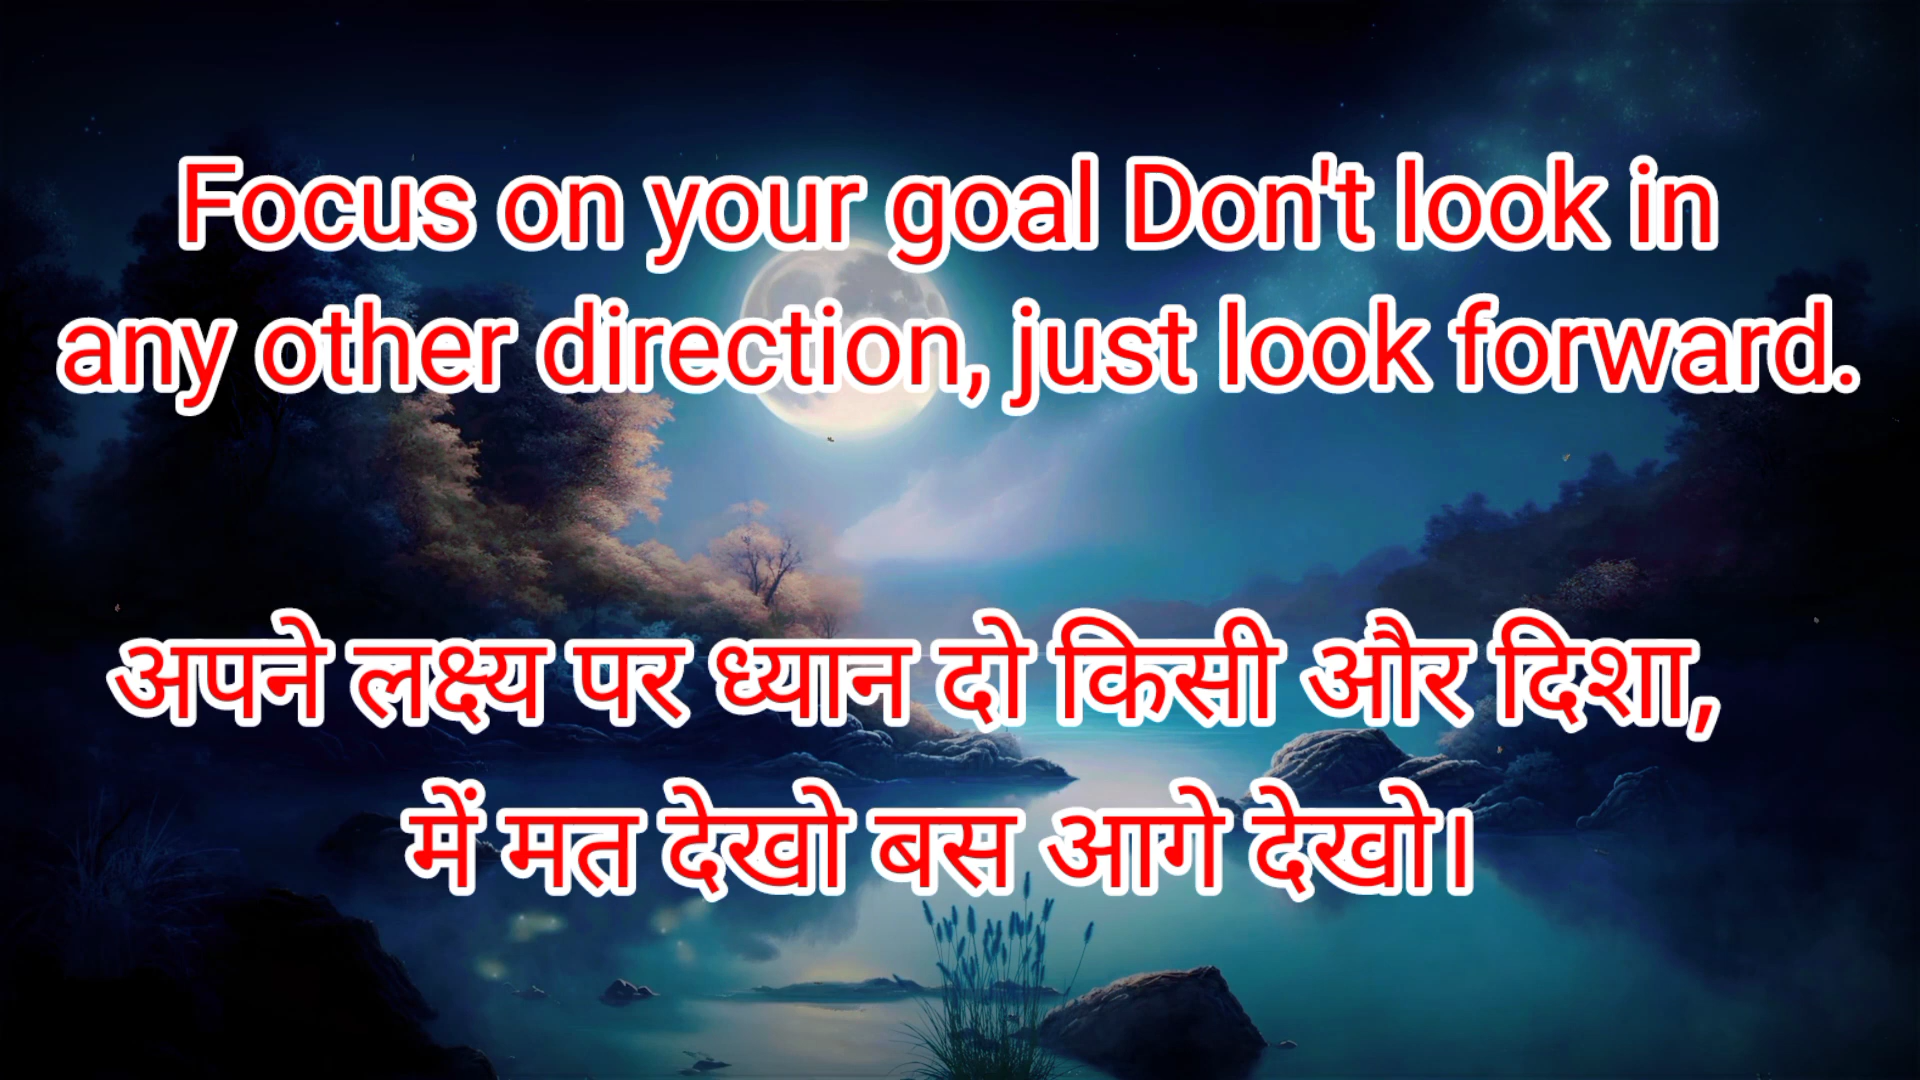 Focus on your goal Don't look in
any other direction, just look forward.
अपने लक्ष्य पर ध्यान दो किसी और दिशा,
में मत देखो बस आगे देखो।